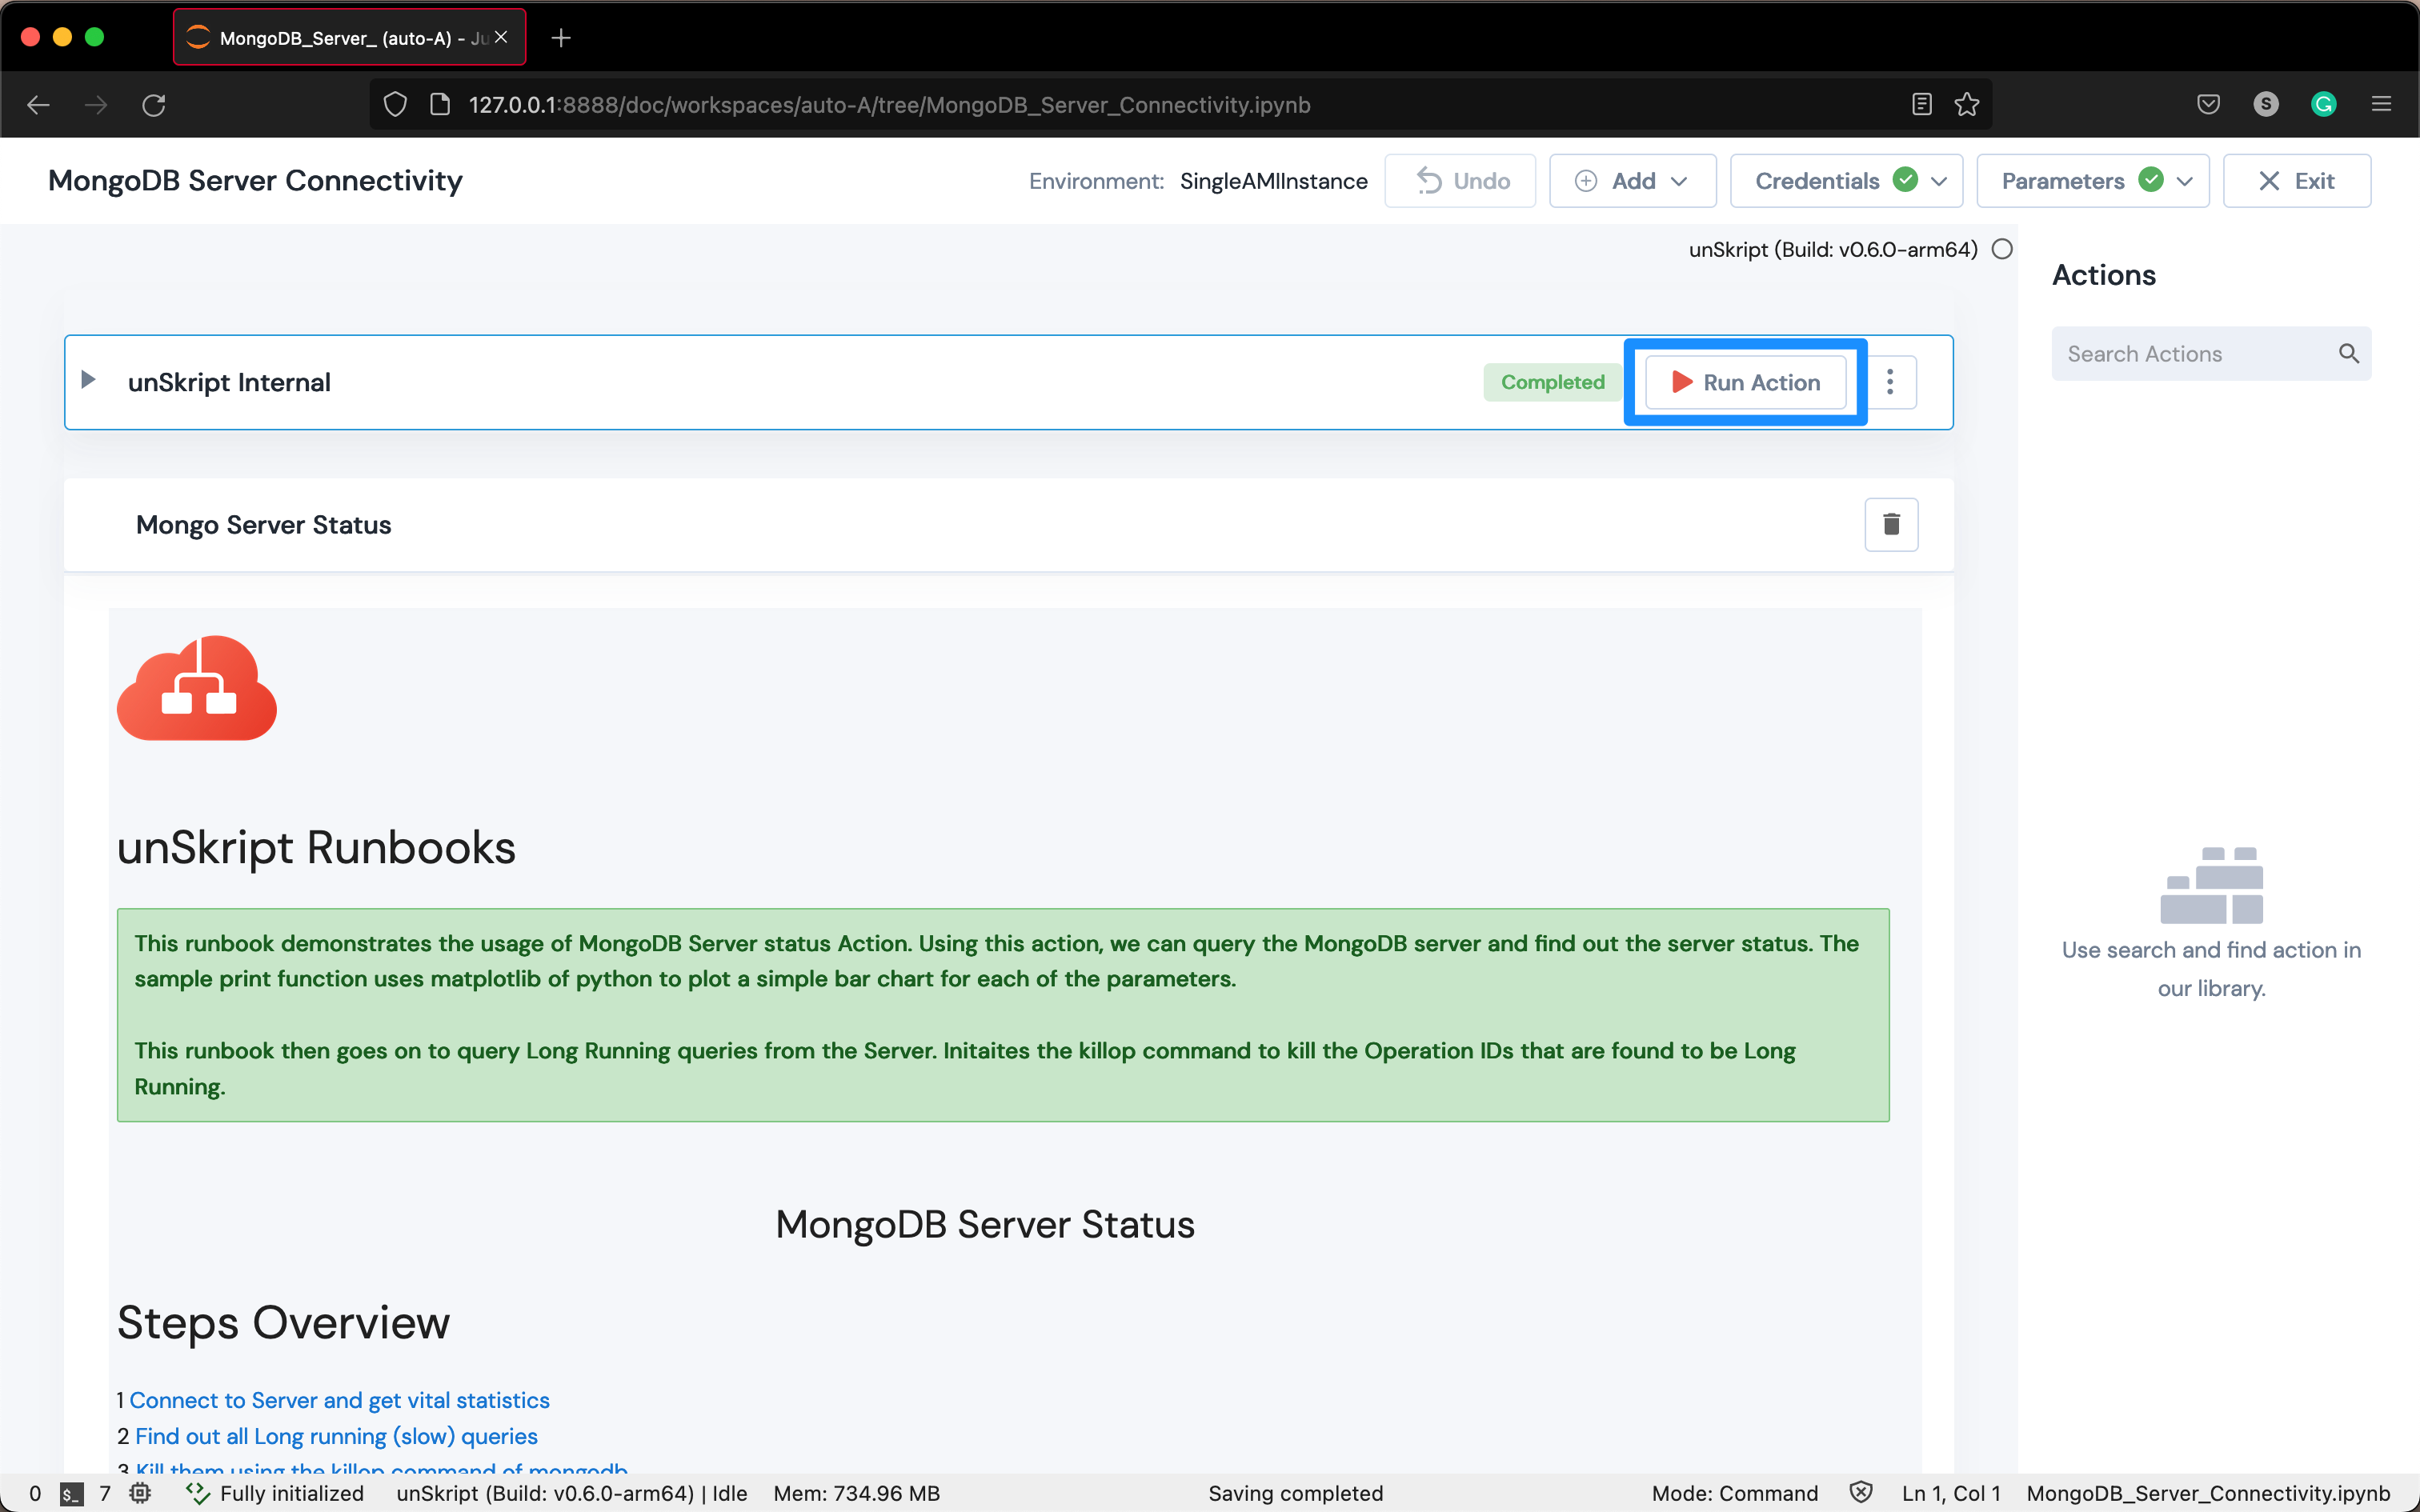 MongoDB_Server_ (auto-A) - Ju
127.0.0.1:8888/doc/workspaces/auto-A/tree/MongoDB_Server_Connectivity.ipynb
S
G
MongoDB Server Connectivity
Environment: SingleAMIInstance
Undo
Add
Credentials
Parameters
Exit
unSkript (Build: v0.6.0-arm64)
Actions
Search Actions
unSkript Internal
Completed
Run Action
Mongo Server Status
unSkript Runbooks
This runbook demonstrates the usage of MongoDB Server status Action. Using this action, we can query the MongoDB server and find out the server status. The
sample print function uses matplotlib of python to plot a simple bar chart for each of the parameters.
This runbook then goes on to query Long Running queries from the Server. Initaites the killop command to kill the Operation IDs that are found to be Long
Running.
Use search and find action in
our library.
MongoDB Server Status
Steps Overview
1 Connect to Server and get vital statistics
2 Find out all Long running (slow) queries
3 Kill them using the killop command of mongodb
0 $_ 7 Fully initialized unSkript (Build: v0.6.0-arm64) | Idle Mem: 734.96 MB Saving completed Mode: Command Ln 1, Col 1 MongoDB_Server_Connectivity.ipynb